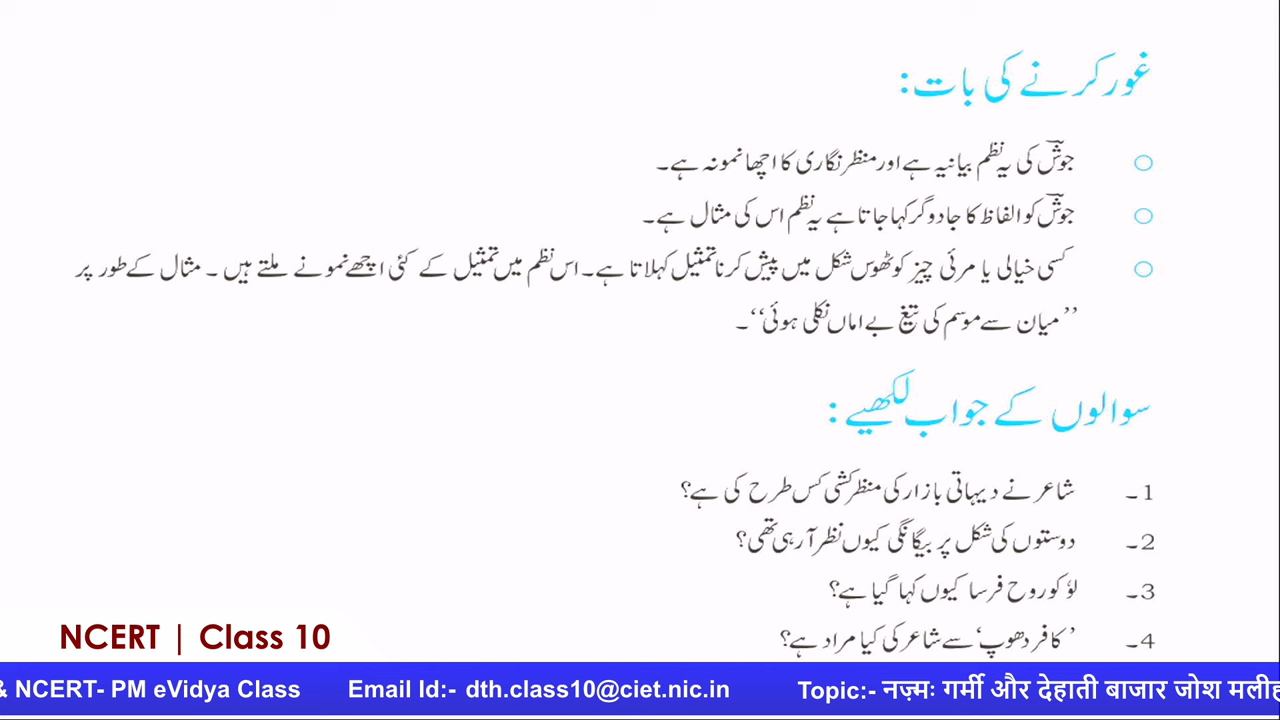 غور کرنے کی بات :
جوشؔ کی یہ نظم بیانیہ ہے اور منظر نگاری کا اچھا نمونہ ہے۔
جوشؔ کو الفاظ کا جادوگر کہا جاتا ہے یہ نظم اس کی مثال ہے۔
کسی خیالی یا مرئی چیز کو ٹھوس شکل میں پیش کرنا تمثیل کہلاتا ہے۔ اس نظم میں تمثیل کے کئی اچھے نمونے ملتے ہیں ۔ مثال کے طور پر
’’ میان سے موسم کی تیغ بے اماں نکلی ہوئی‘‘۔
سوالوں کے جواب لکھیے :
1۔ شاعر نے دیہاتی بازار کی منظر کشی کس طرح کی ہے؟
2۔ دوستوں کی شکل پر بیگانگی کیوں نظر آ رہی تھی؟
3۔ لوٗ کو روح فرسا کیوں کہا گیا ہے؟
4۔ ’کافر دھوپ‘ سے شاعر کی کیا مراد ہے؟
NCERT | Class 10
& NCERT- PM eVidya Class Email Id:- dth.class10@ciet.nic.in Topic:- नज़्मः गर्मी और देहाती बाजार जोश मलीह